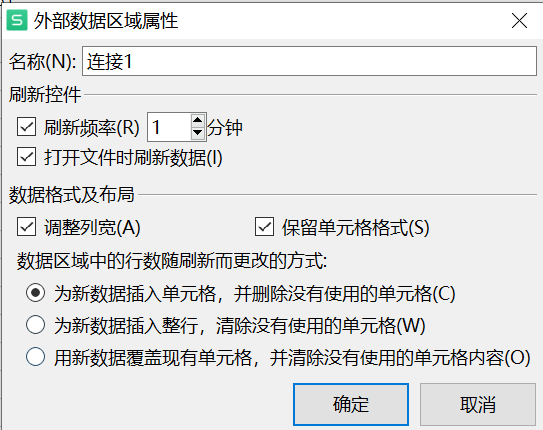 外部数据区域属性
名称(N): 连接1
刷新控件
刷新频率(R) 1 分钟
打开文件时刷新数据(I)
数据格式及布局
调整列宽(A) 保留单元格格式(S)
数据区域中的行数随刷新而更改的方式:
为新数据插入单元格，并删除没有使用的单元格(C)
为新数据插入整行，清除没有使用的单元格(W)
用新数据覆盖现有单元格，并清除没有使用的单元格内容(O)
确定 取消